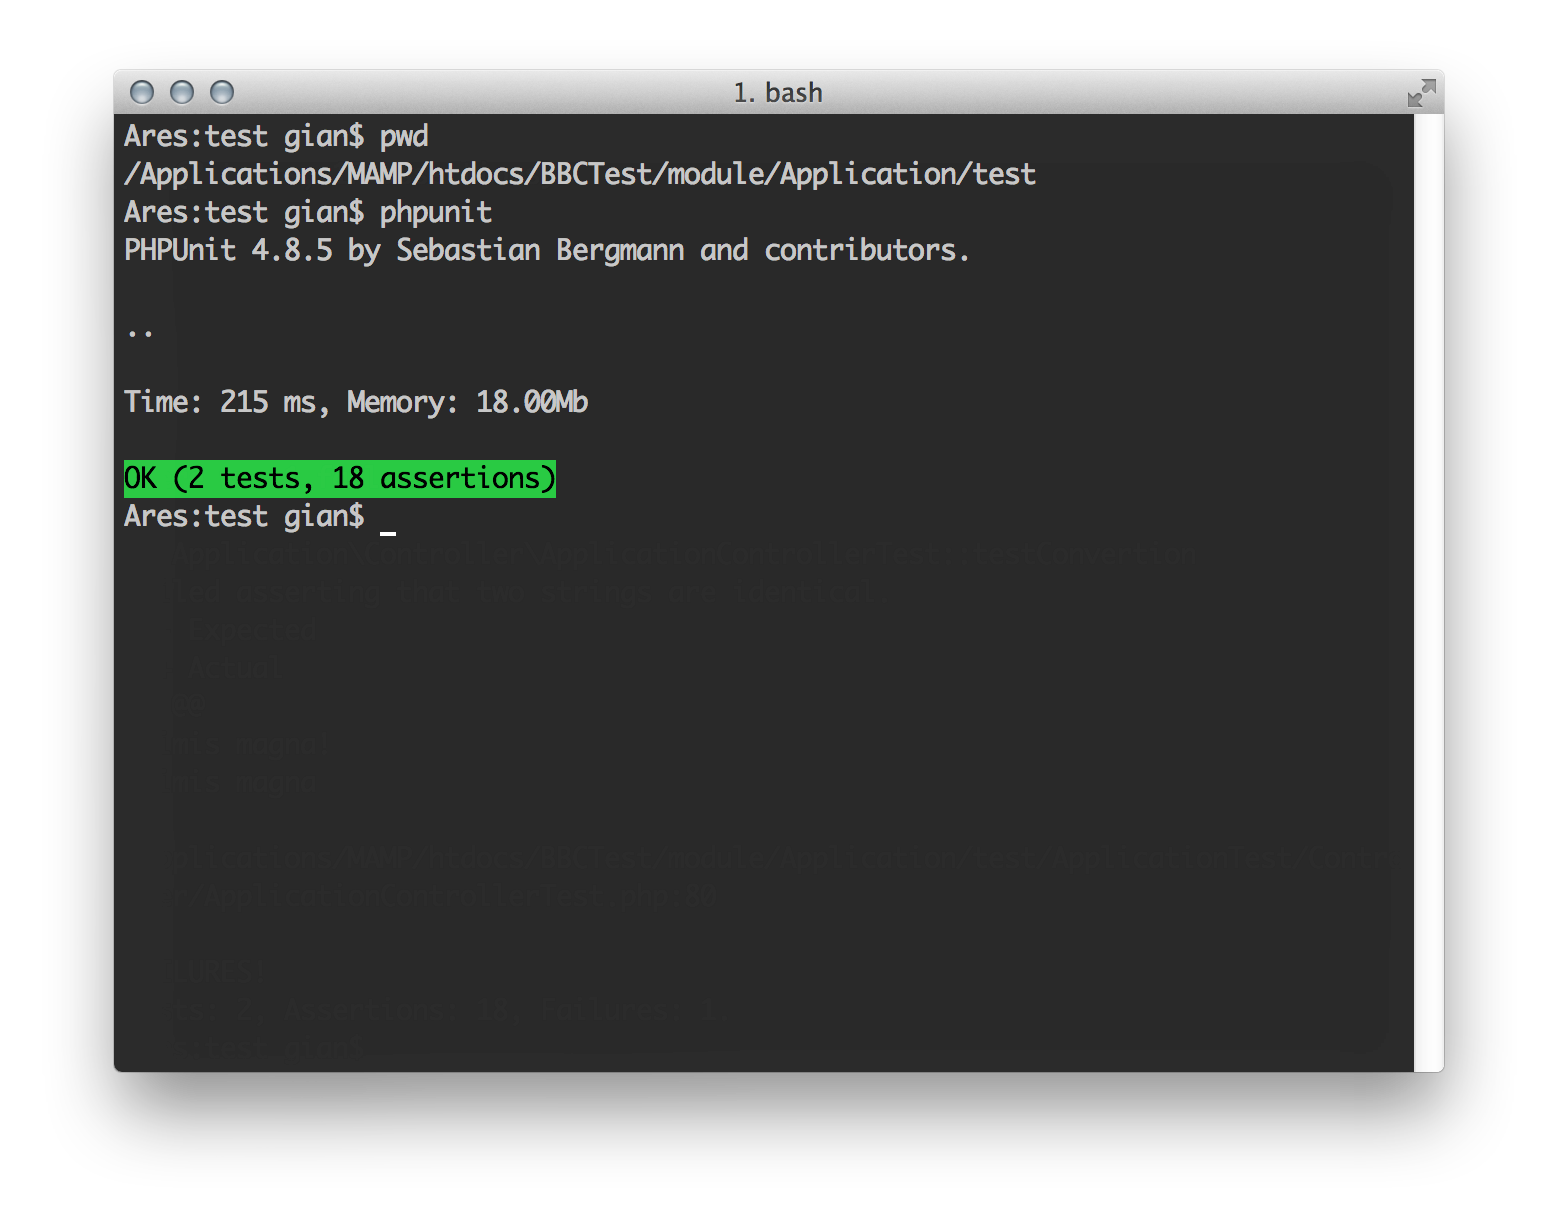 1. bash
Ares:test gian$ pwd
/Applications/MAMP/htdocs/BBCTest/module/Application/test
Ares:test gian$ phpunit
PHPUnit 4.8.5 by Sebastian Bergmann and contributors.
..
Time: 215 ms, Memory: 18.00Mb
OK (2 tests, 18 assertions)
Ares:test gian$ _